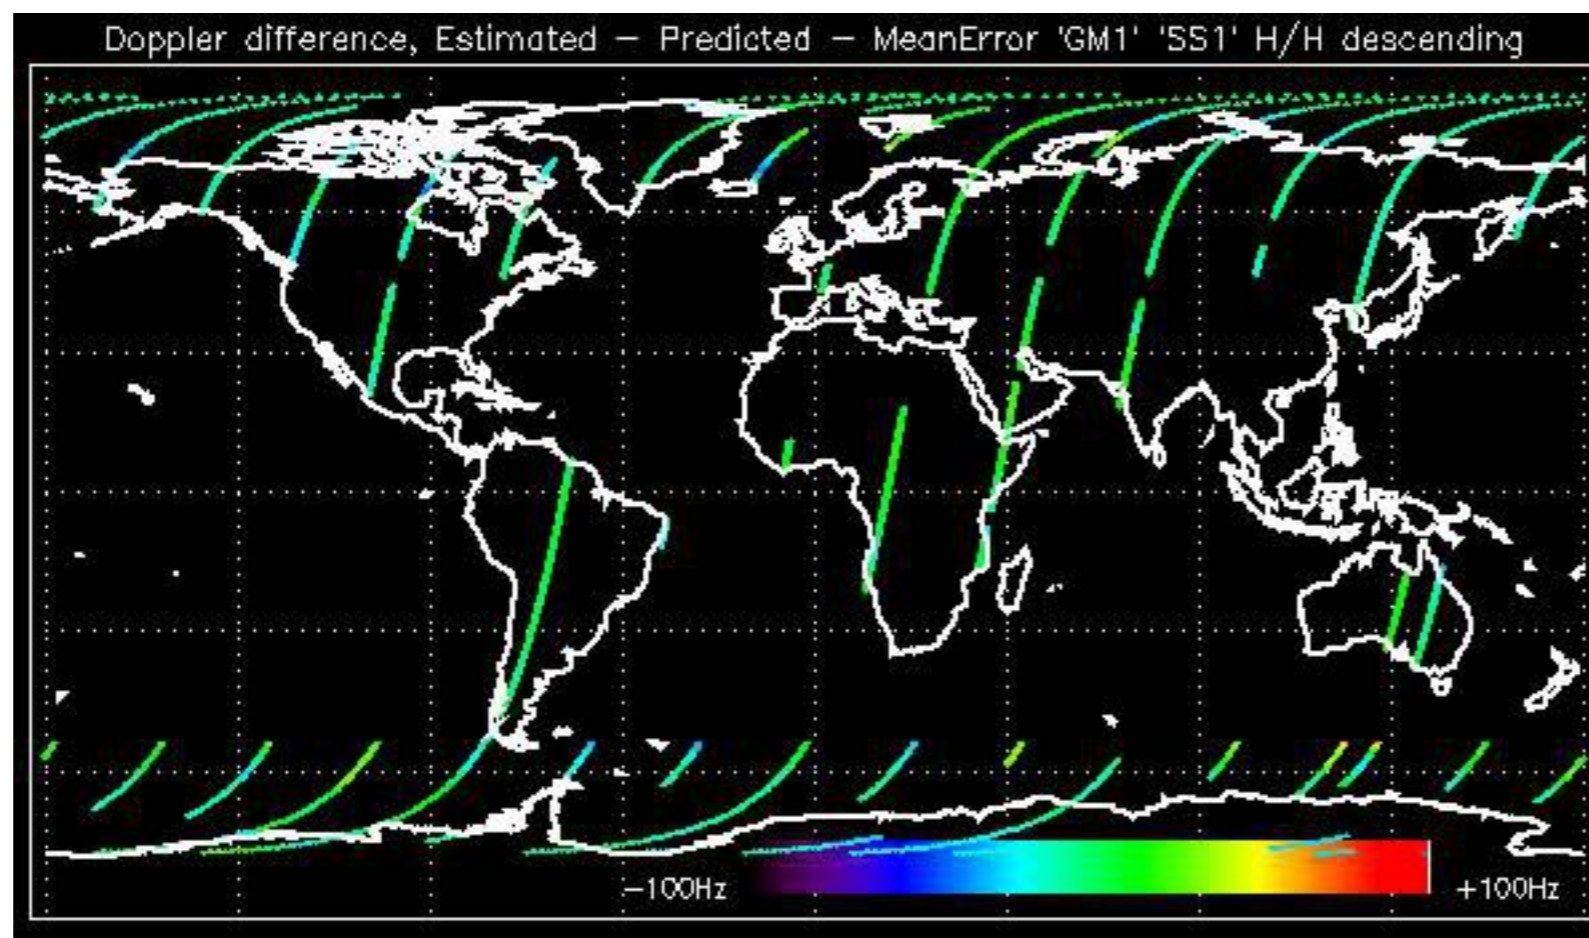 Doppler difference, Estimated – Predicted – MeanError 'GM1' 'SS1' H/H descending
–100Hz +100Hz